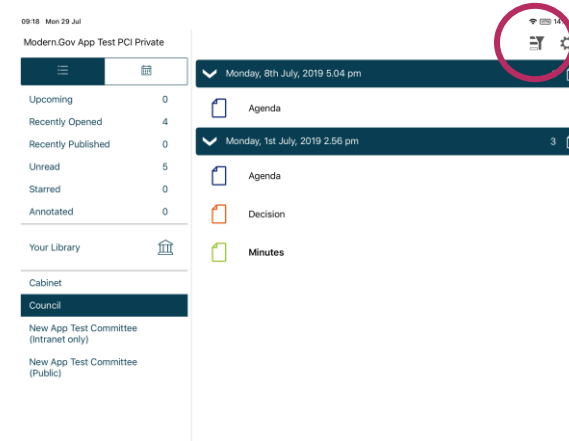 09:18 Mon 29 Jul
Modern.Gov App Test PCI Private
Monday, 8th July, 2019 5.04 pm
Upcoming 0
Agenda
Recently Opened 4
Recently Published 0
Monday, 1st July, 2019 2.56 pm 3
Unread 5
Agenda
Starred 0
Annotated 0
Decision
Your Library
Minutes
Cabinet
Council
New App Test Committee
(Intranet only)
New App Test Committee
(Public)